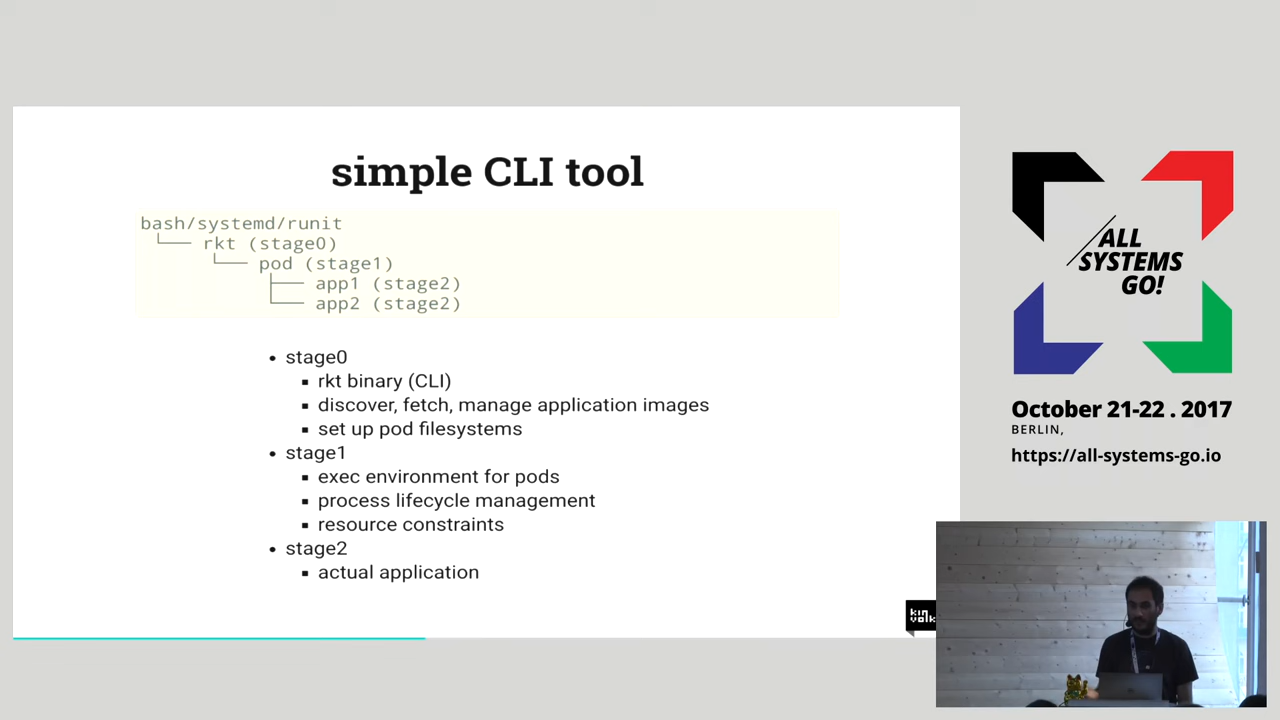 simple CLI tool
bash/systemd/runit
└── rkt (stage0)
└── pod (stage1)
├── app1 (stage2)
└── app2 (stage2)
• stage0
▪ rkt binary (CLI)
▪ discover, fetch, manage application images
▪ set up pod filesystems
• stage1
▪ exec environment for pods
▪ process lifecycle management
▪ resource constraints
• stage2
▪ actual application
kin
volk
ALL
SYSTEMS
GO!
October 21-22 . 2017
BERLIN,
https://all-systems-go.io